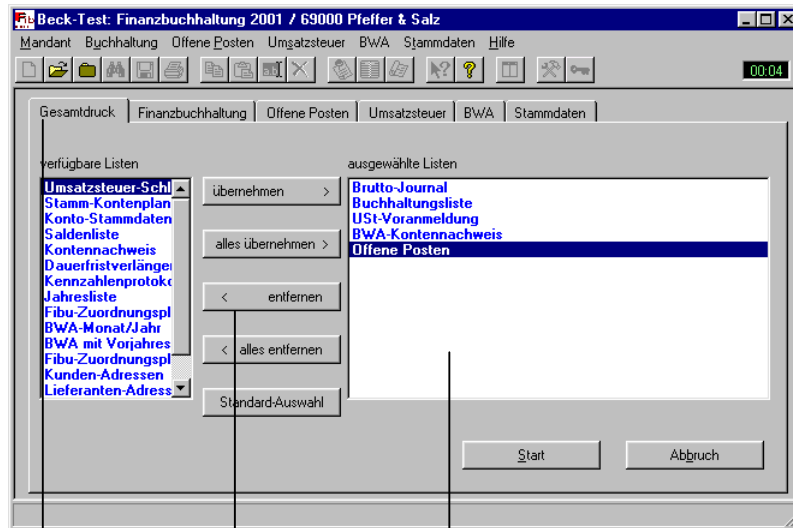 Beck-Test: Finanzbuchhaltung 2001 / 69000 Pfeffer & Salz
Mandant Buchhaltung Offene Posten Umsatzsteuer BWA Stammdaten Hilfe
00:04
Gesamtdruck Finanzbuchhaltung Offene Posten Umsatzsteuer BWA Stammdaten
verfügbare Listen
Umsatzsteuer-Schl
Stamm-Kontenplan
Konto-Stammdaten
Saldenliste
Kontennachweis
Dauerfristverlänger
Kennzahlenprotoko
Jahresliste
Fibu-Zuordnungspl
BWA-Monat/Jahr
BWA mit Vorjahres
Fibu-Zuordnungspl
Kunden-Adressen
Lieferanten-Adress
übernehmen >
alles übernehmen >
< entfernen
< alles entfernen
Standard-Auswahl
ausgewählte Listen
Brutto-Journal
Buchhaltungsliste
USt-Voranmeldung
BWA-Kontennachweis
Offene Posten
Start Abbruch